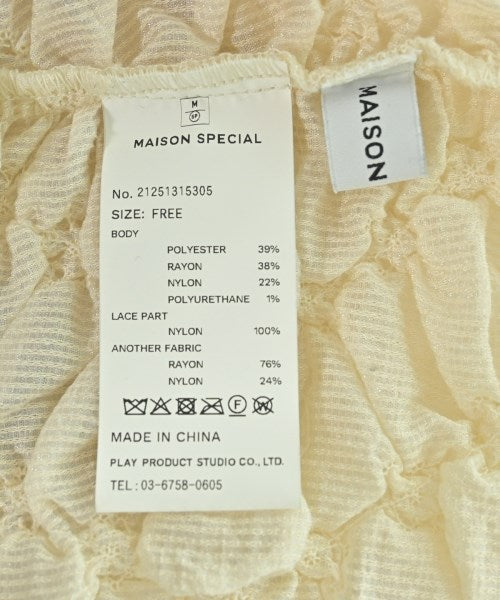 M
SP
MAISON SPECIAL
No. 21251315305
SIZE: FREE
BODY
POLYESTER 39%
RAYON 38%
NYLON 22%
POLYURETHANE 1%
LACE PART
NYLON 100%
ANOTHER FABRIC
RAYON 76%
NYLON 24%
F W
MADE IN CHINA
PLAY PRODUCT STUDIO CO., LTD.
TEL: 03-6758-0605
MAISON